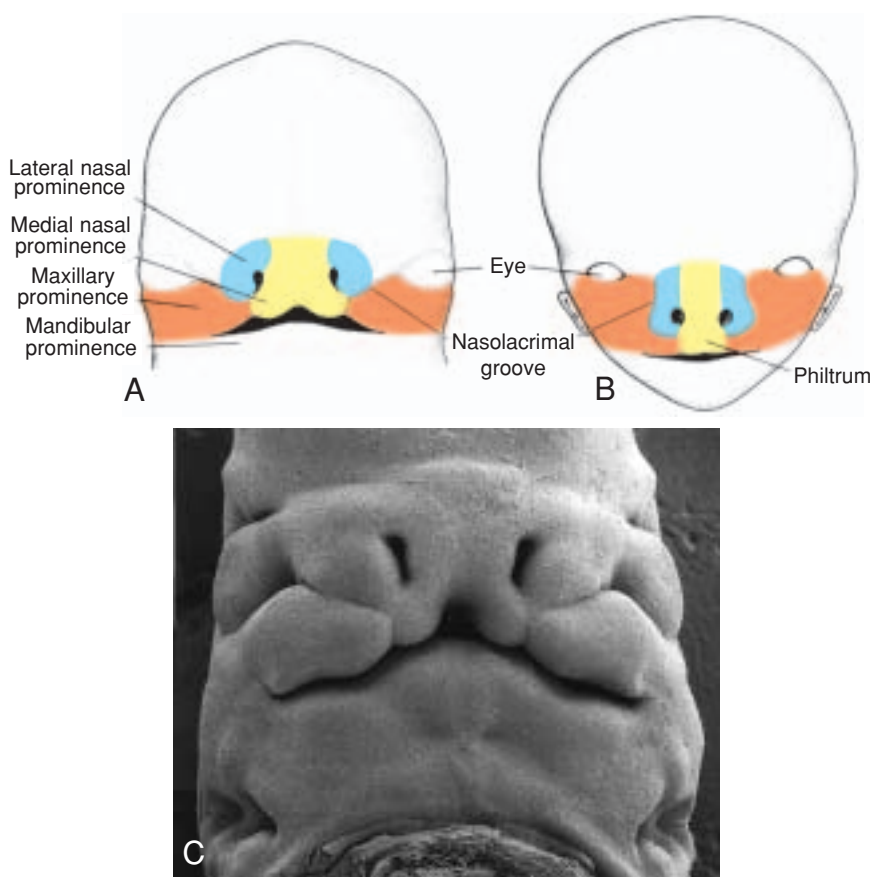 Lateral nasal
prominence
Medial nasal
prominence
Maxillary
prominence
Mandibular
prominence
A
Eye
Nasolacrimal
groove
B
Philtrum
C